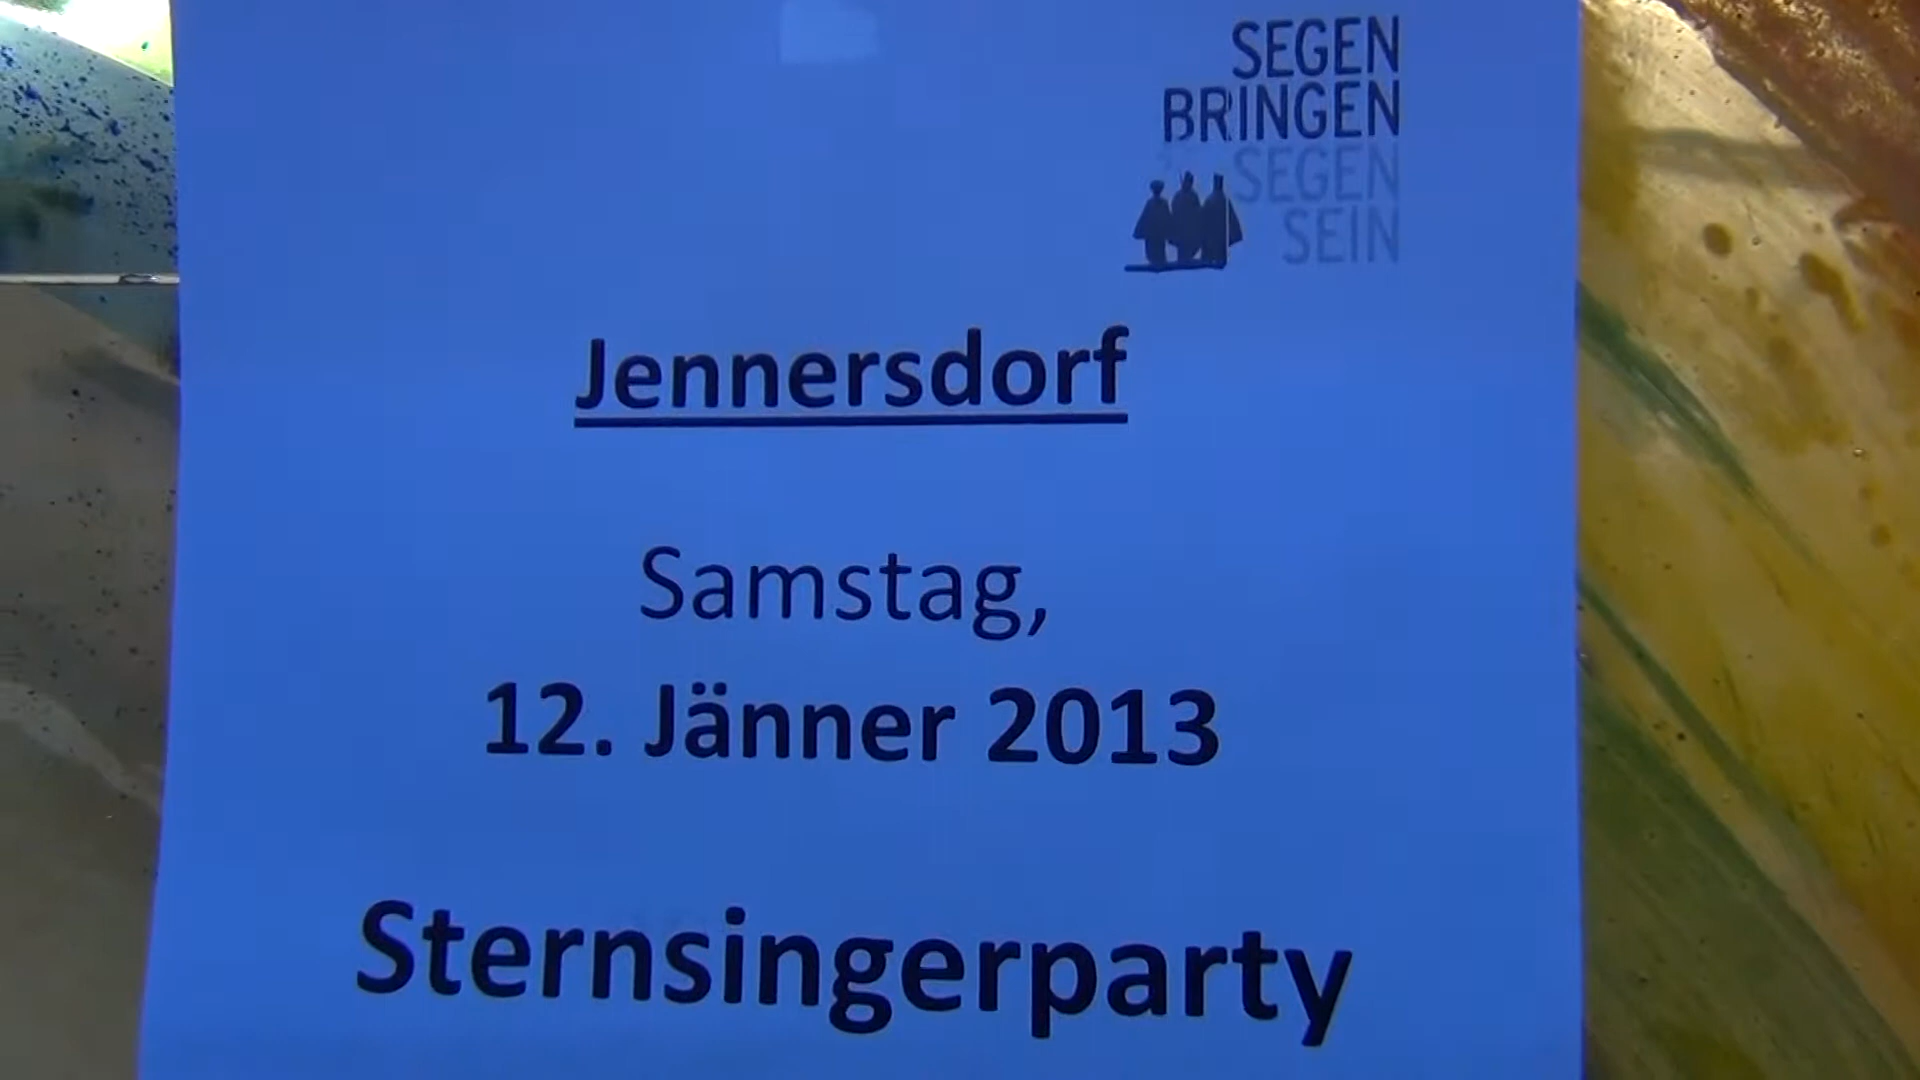 SEGEN
BRINGEN
SEGEN
SEIN
Jennersdorf
Samstag,
12. Jänner 2013
Sternsingerparty